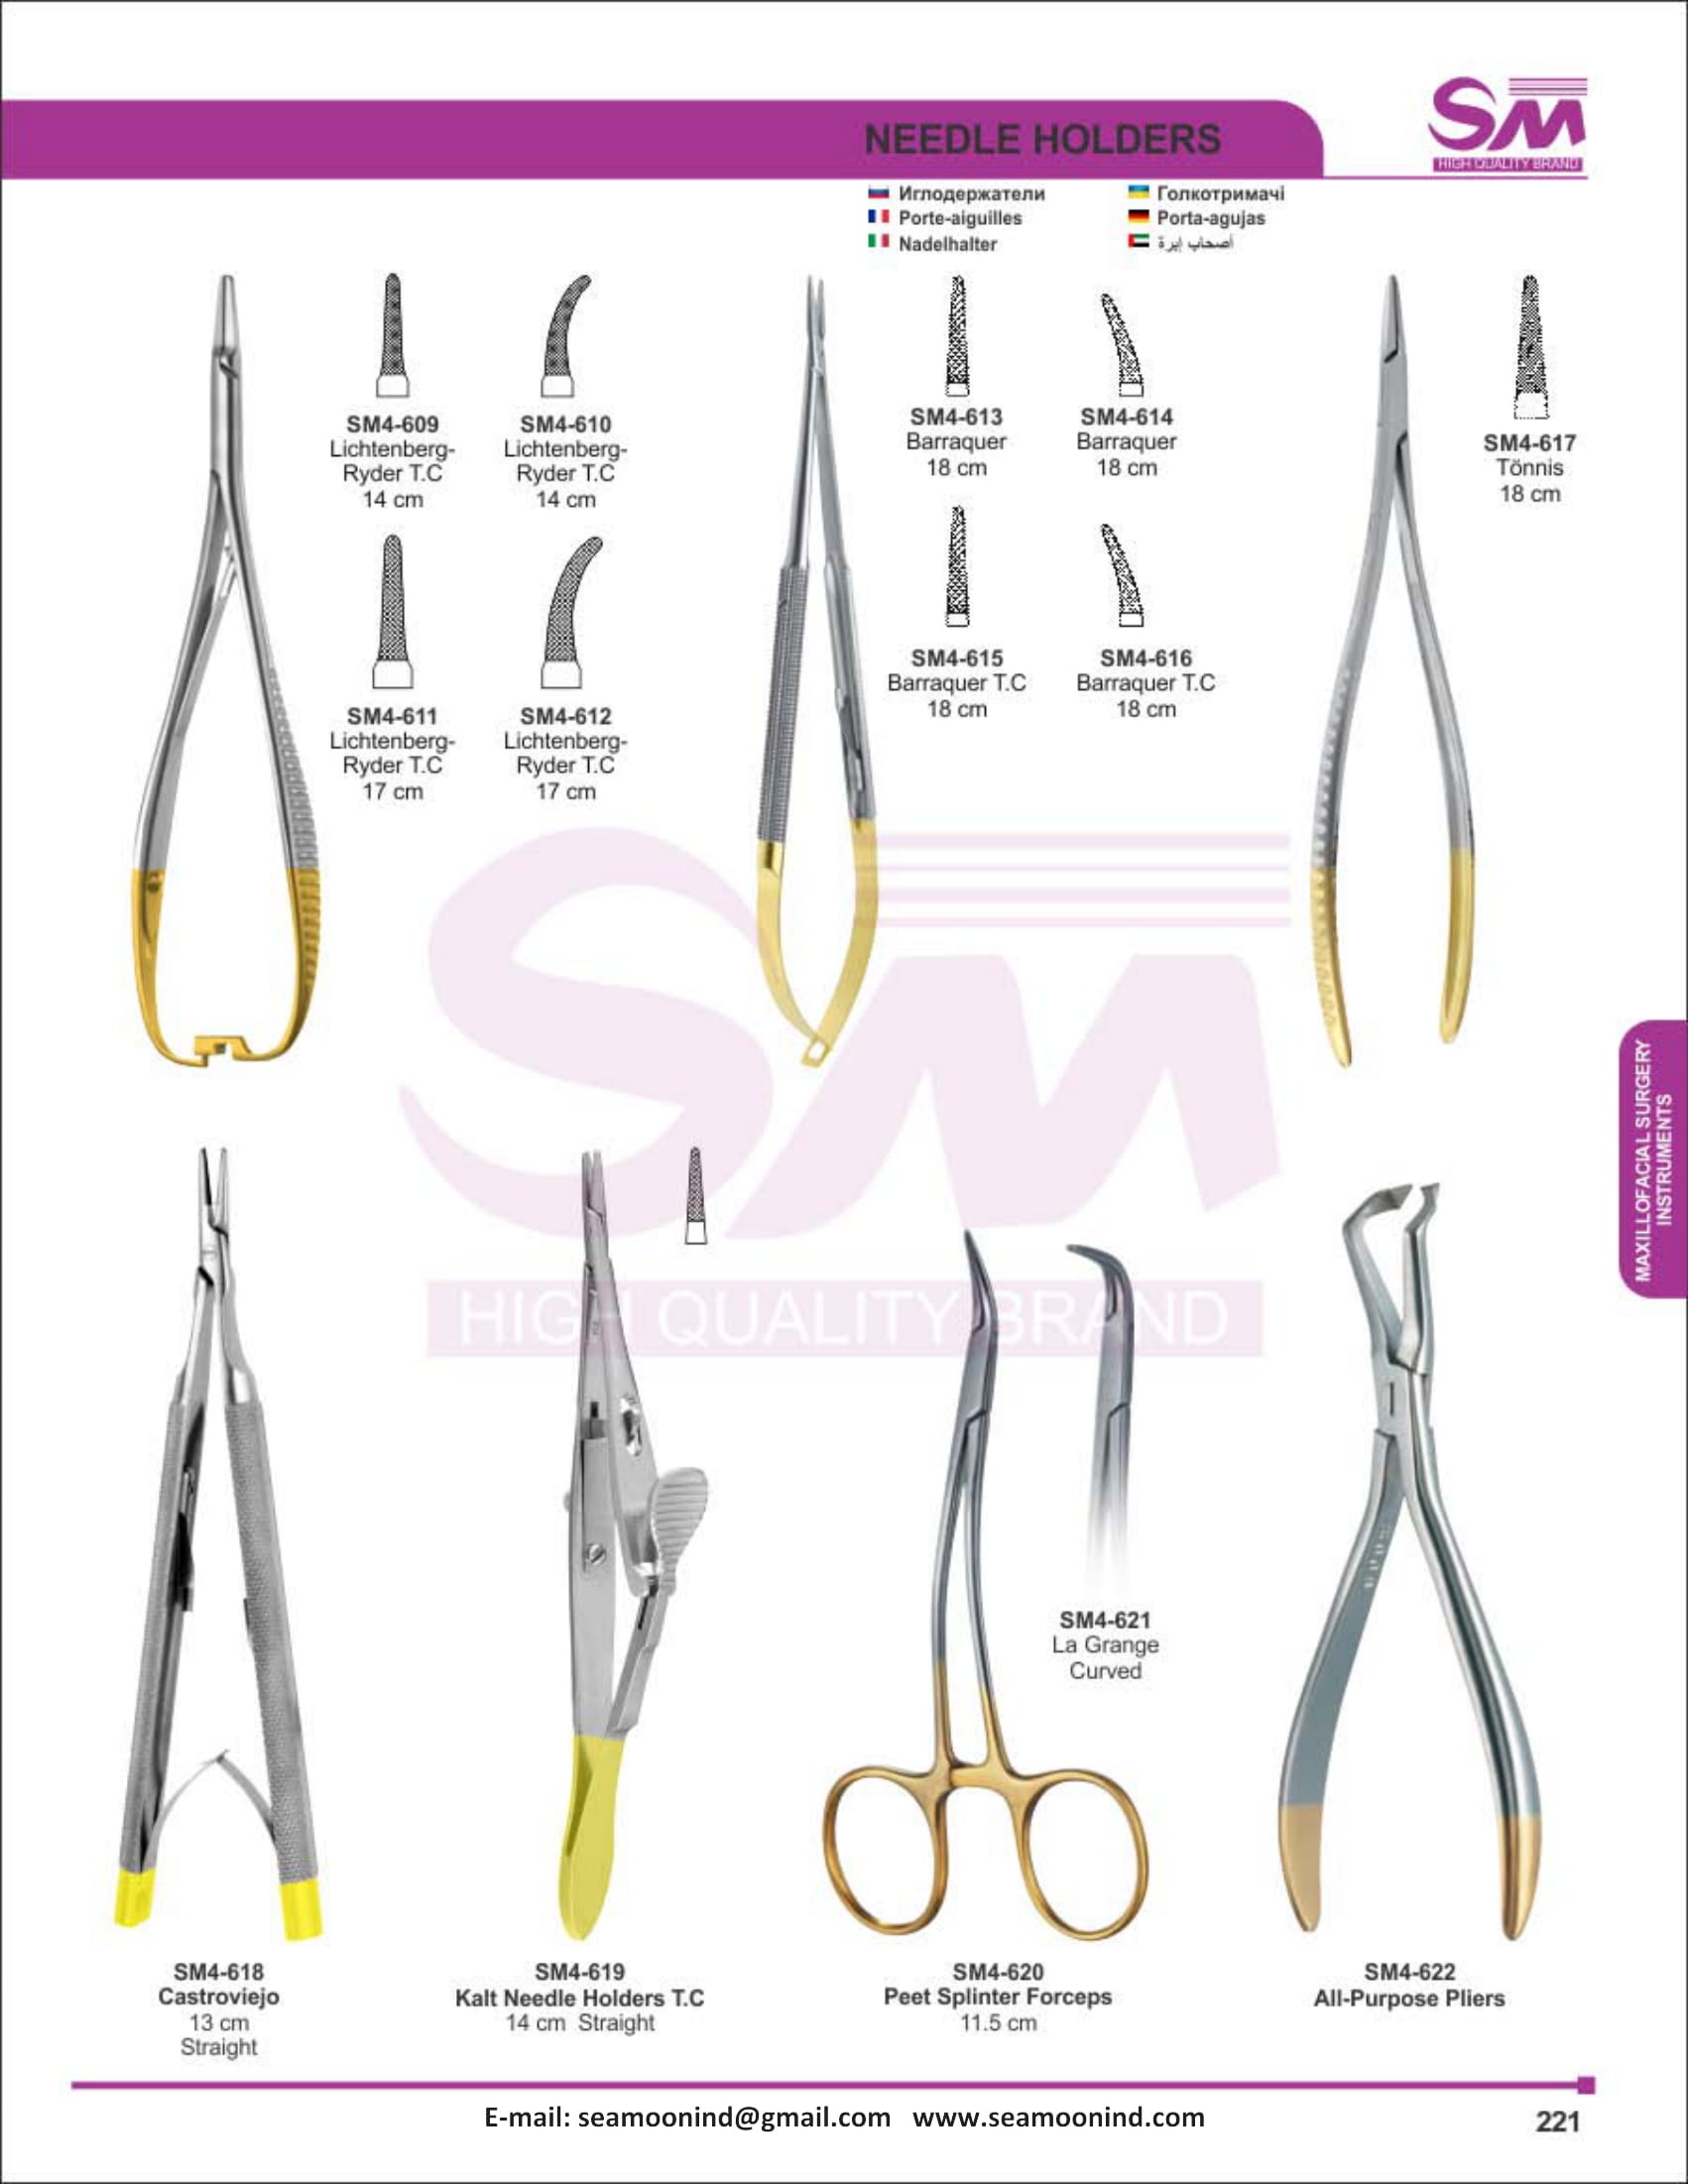 SM
HIGH QUALITY BRAND
NEEDLE HOLDERS
Иглодержатели
Голкотримачі
Porte-aiguilles
Porta-agujas
Nadelhalter
أصحاب إبرة
SM4-609
Lichtenberg-
Ryder T.C
14 cm
SM4-610
Lichtenberg-
Ryder T.C
14 cm
SM4-611
Lichtenberg-
Ryder T.C
17 cm
SM4-612
Lichtenberg-
Ryder T.C
17 cm
SM4-613
Barraquer
18 cm
SM4-614
Barraquer
18 cm
SM4-615
Barraquer T.C
18 cm
SM4-616
Barraquer T.C
18 cm
SM4-617
Tönnis
18 cm
SM
HIGH QUALITY BRAND
MAXILLOFACIAL SURGERY
INSTRUMENTS
SM4-621
La Grange
Curved
SM4-618
Castroviejo
13 cm
Straight
SM4-619
Kalt Needle Holders T.C
14 cm Straight
SM4-620
Peet Splinter Forceps
11.5 cm
SM4-622
All-Purpose Pliers
E-mail: seamoonind@gmail.com www.seamoonind.com
221